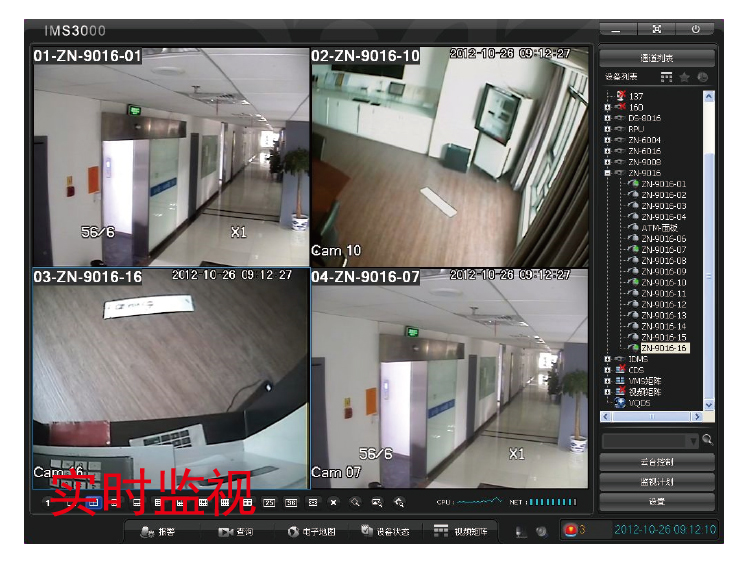 IMS3000
01-ZN-9016-01
56/6
X1
02-ZN-9016-10
2012-10-26 09:12:27
Cam 10
03-ZN-9016-16
2012-10-26 09:12:27
Cam 16
04-ZN-9016-07
2012-10-26 09:12:27
56/6
X1
Cam 07
实时监视
1
25
36
CPU:
NET:
通道列表
设备列表
137
160
DS-8016
RPU
ZN-6004
ZN-6016
ZN-9008
ZN-9016
ZN-9016-01
ZN-9016-02
ZN-9016-03
ZN-9016-04
ATM-面板
ZN-9016-06
ZN-9016-07
ZN-9016-08
ZN-9016-09
ZN-9016-10
ZN-9016-11
ZN-9016-12
ZN-9016-13
ZN-9016-14
ZN-9016-15
ZN-9016-16
IDMS
CDS
VMS矩阵
视频矩阵
VQDS
云台控制
监视计划
设置
报警
查询
电子地图
设备状态
视频矩阵
3
2012-10-26 09:12:10